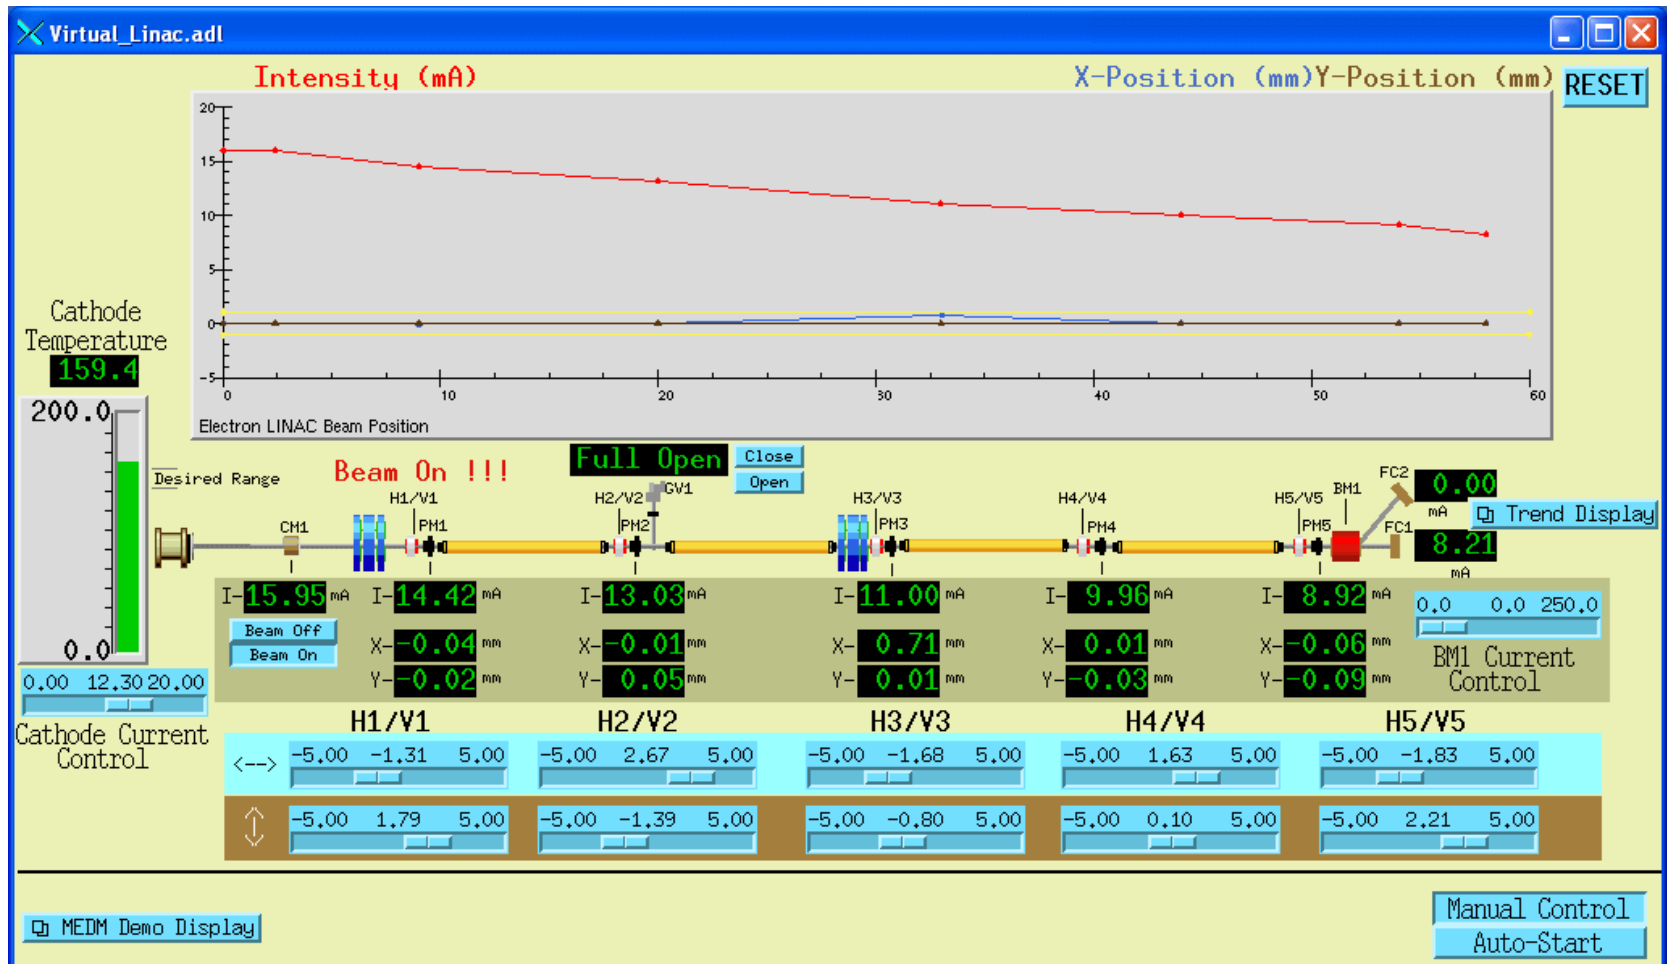 Virtual_Linac.adl
Intensity (mA)
X-Position (mm)Y-Position (mm)
RESET
20
15
10
5
0
-5
0 10 20 30 40 50 60
Electron LINAC Beam Position
Cathode
Temperature
159.4
200.0
0.0
Desired Range
Beam On !!!
Full Open
Close
Open
GV1
H1/V1 H2/V2 H3/V3 H4/V4 H5/V5
BM1
FC2
0.00
mA
Trend Display
CM1
PM1 PM2 PM3 PM4 PM5
FC1
8.21
mA
I-15.95 mA I-14.42 mA I-13.03 mA I-11.00 mA I- 9.96 mA I- 8.92 mA
Beam Off
Beam On
X--0.04 mm X--0.01 mm X- 0.71 mm X- 0.01 mm X--0.06 mm
Y--0.02 mm Y- 0.05 mm Y- 0.01 mm Y--0.03 mm Y--0.09 mm
0.0 0.0 250.0
BM1 Current
Control
0.00 12.30 20.00
Cathode Current
Control
H1/V1 H2/V2 H3/V3 H4/V4 H5/V5
<--> -5.00 -1.31 5.00 -5.00 2.67 5.00 -5.00 -1.68 5.00 -5.00 1.63 5.00 -5.00 -1.83 5.00
-5.00 1.79 5.00 -5.00 -1.39 5.00 -5.00 -0.80 5.00 -5.00 0.10 5.00 -5.00 2.21 5.00
MEDM Demo Display
Manual Control
Auto-Start